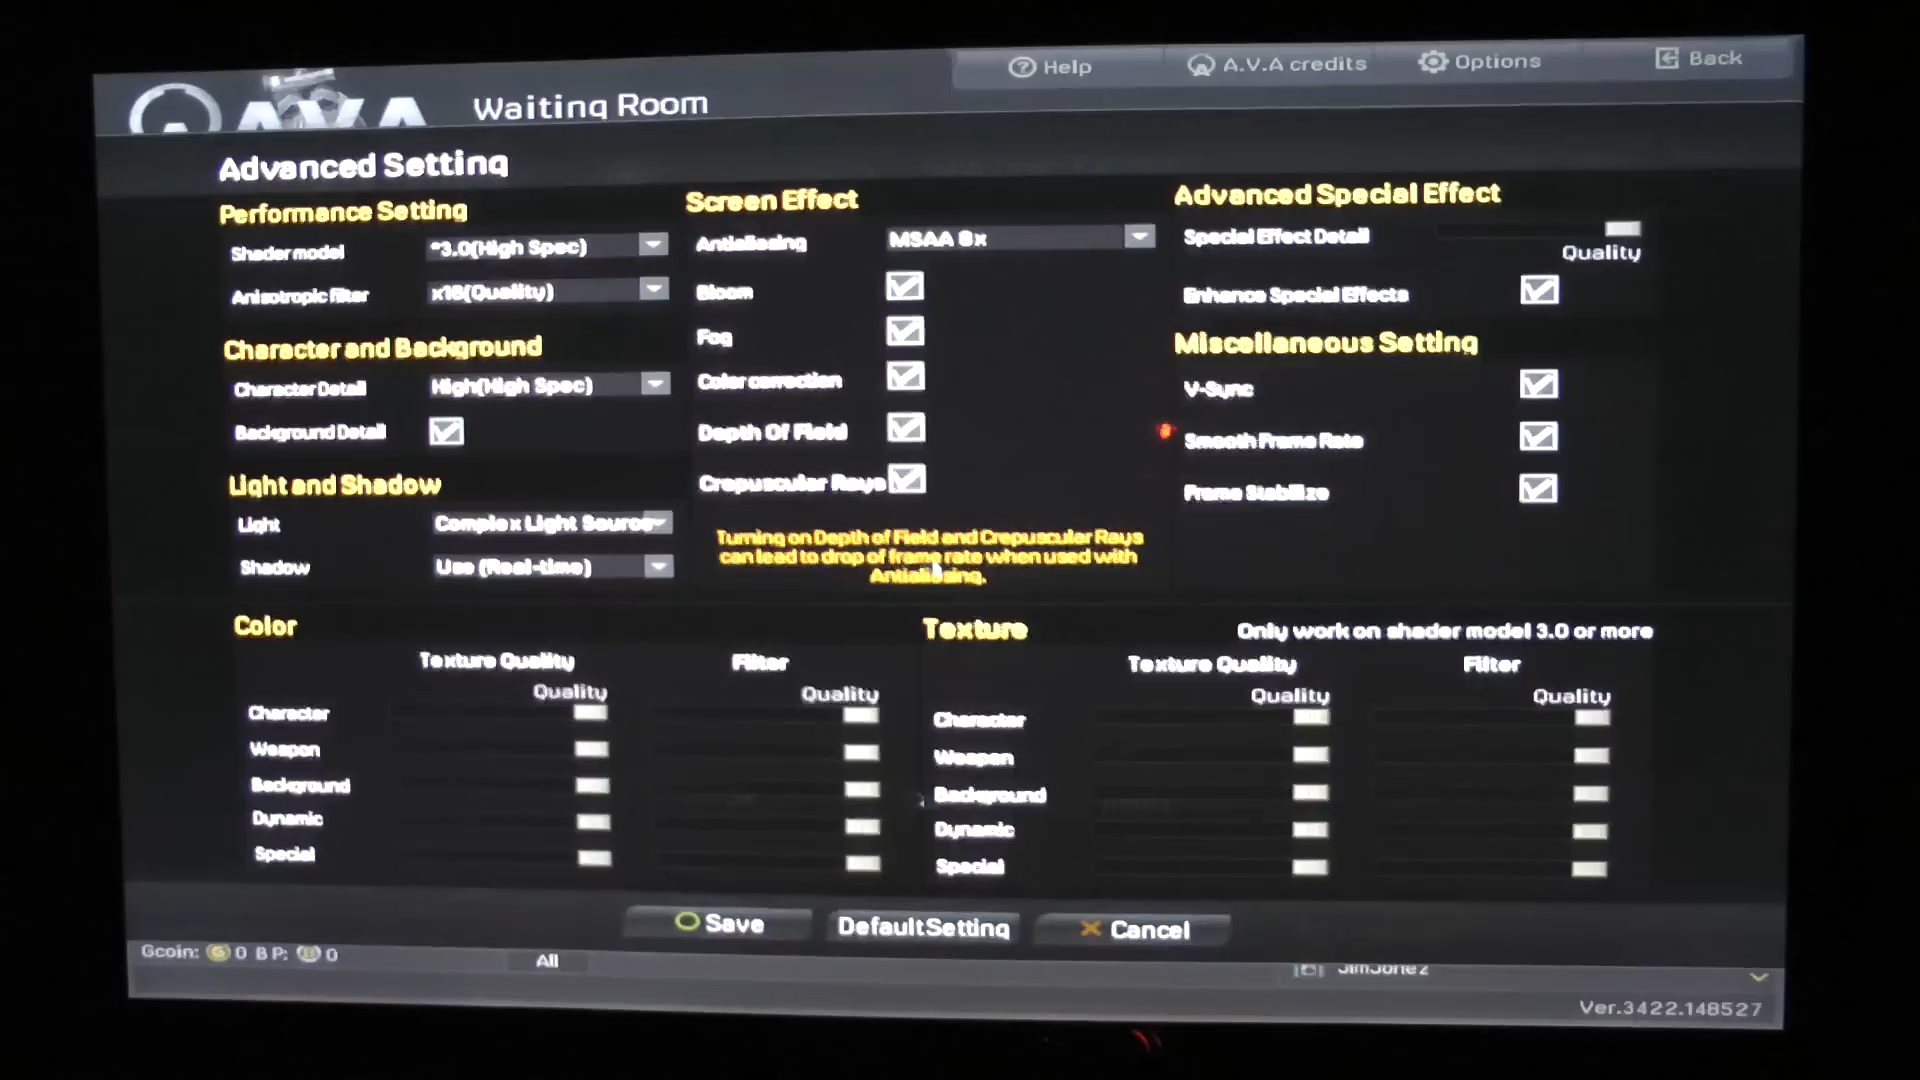 Help
A.V.A credits
Options
Back
AVA
Waiting Room
Advanced Setting
Performance Setting
Shader model
*3.0(High Spec)
Anisotropic Filter
x16(Quality)
Character and Background
Character Detail
High(High Spec)
Background Detail
Light and Shadow
Light
Complex Light Source
Shadow
Use (Real-time)
Screen Effect
Antialiasing
MSAA 8x
Bloom
Fog
Color correction
Depth Of Field
Crepuscular Rays
Turning on Depth of Field and Crepuscular Rays
can lead to drop of frame rate when used with
Antialiasing.
Advanced Special Effect
Special Effect Detail
Quality
Enhance Special Effects
Miscellaneous Setting
V-Sync
Smooth Frame Rate
Frame Stabilize
Color
Texture Quality
Filter
Quality
Quality
Character
Weapon
Background
Dynamic
Special
Texture
Only work on shader model 3.0 or more
Texture Quality
Filter
Quality
Quality
Character
Weapon
Background
Dynamic
Special
Save
Default Setting
Cancel
Gcoin: G 0 BP: B 0
All
JimJonez
Ver.3422.148527